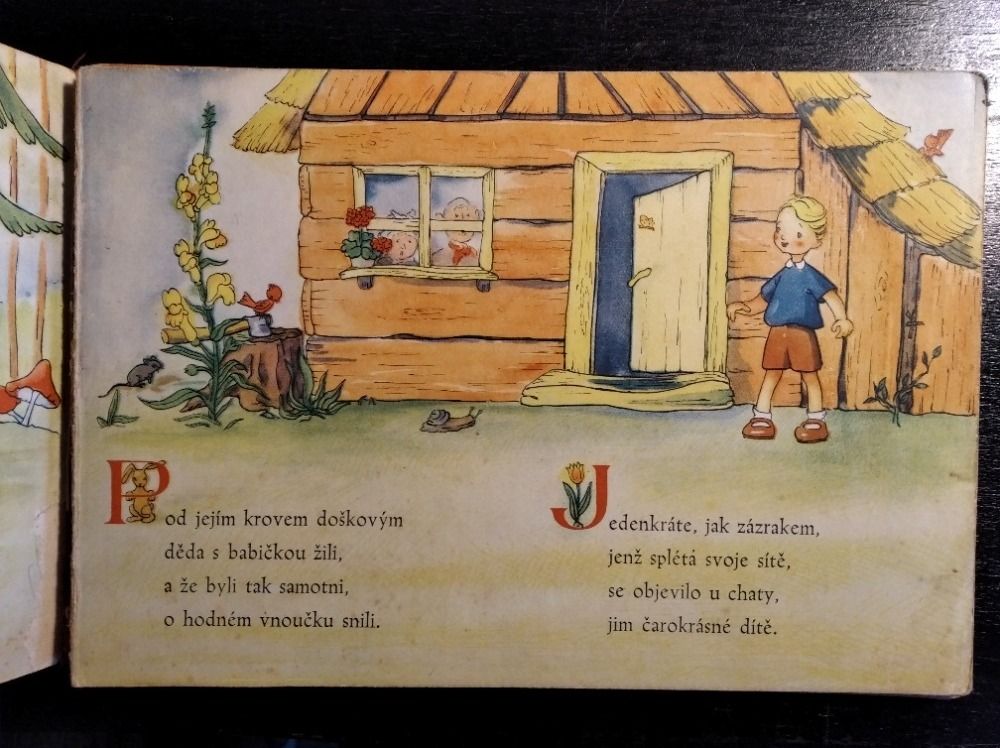 Pod jejím krovem doškovým
děda s babičkou žili,
a že byli tak samotni,
o hodném vnoučku snili.
Jedenkráte, jak zázrakem,
jenž splétá svoje sítě,
se objevilo u chaty,
jim čarokrásné dítě.